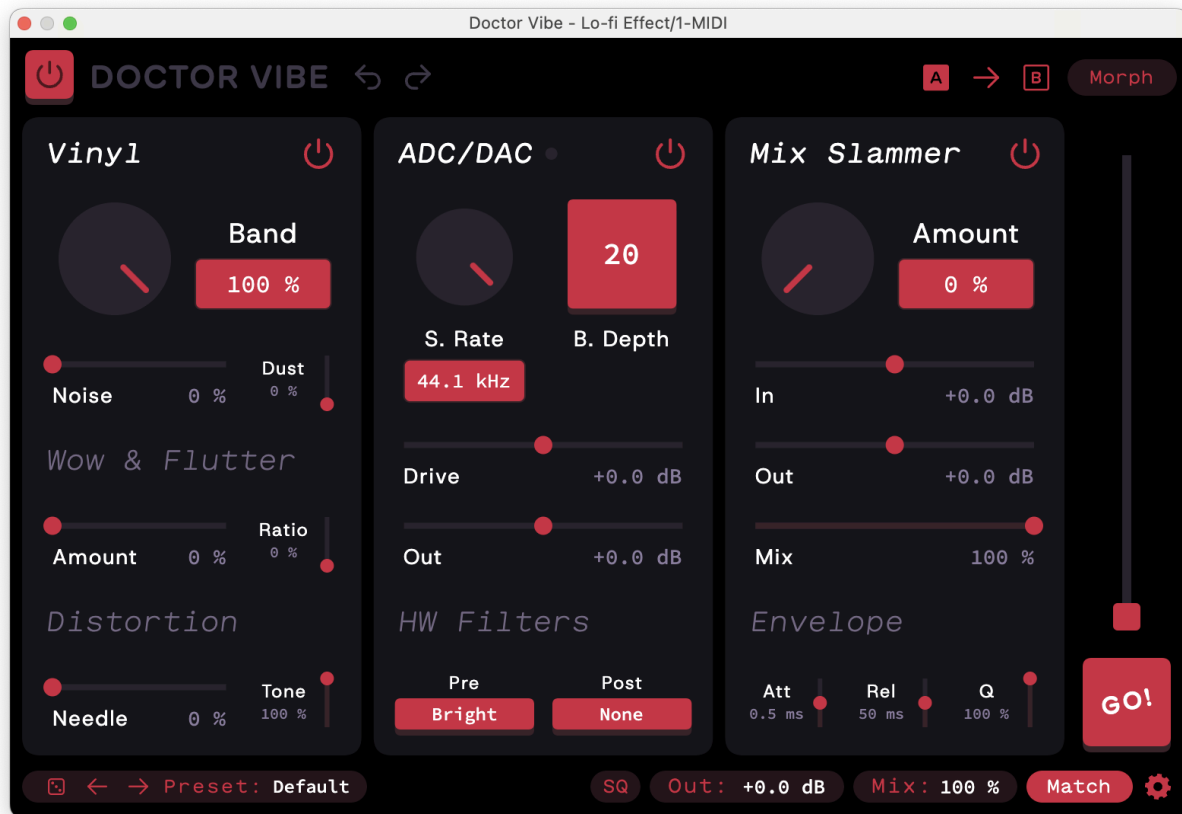 Doctor Vibe - Lo-fi Effect/1-MIDI
DOCTOR VIBE
A
B
Morph
Vinyl
Band
100 %
Noise
0 %
Dust
0 %
Wow & Flutter
Amount
0 %
Ratio
0 %
Distortion
Needle
0 %
Tone
100 %
ADC/DAC
20
S. Rate
B. Depth
44.1 kHz
Drive
+0.0 dB
Out
+0.0 dB
HW Filters
Pre
Post
Bright
None
Mix Slammer
Amount
0 %
In
+0.0 dB
Out
+0.0 dB
Mix
100 %
Envelope
Att
0.5 ms
Rel
50 ms
Q
100 %
GO!
Preset: Default
SQ
Out: +0.0 dB
Mix: 100 %
Match